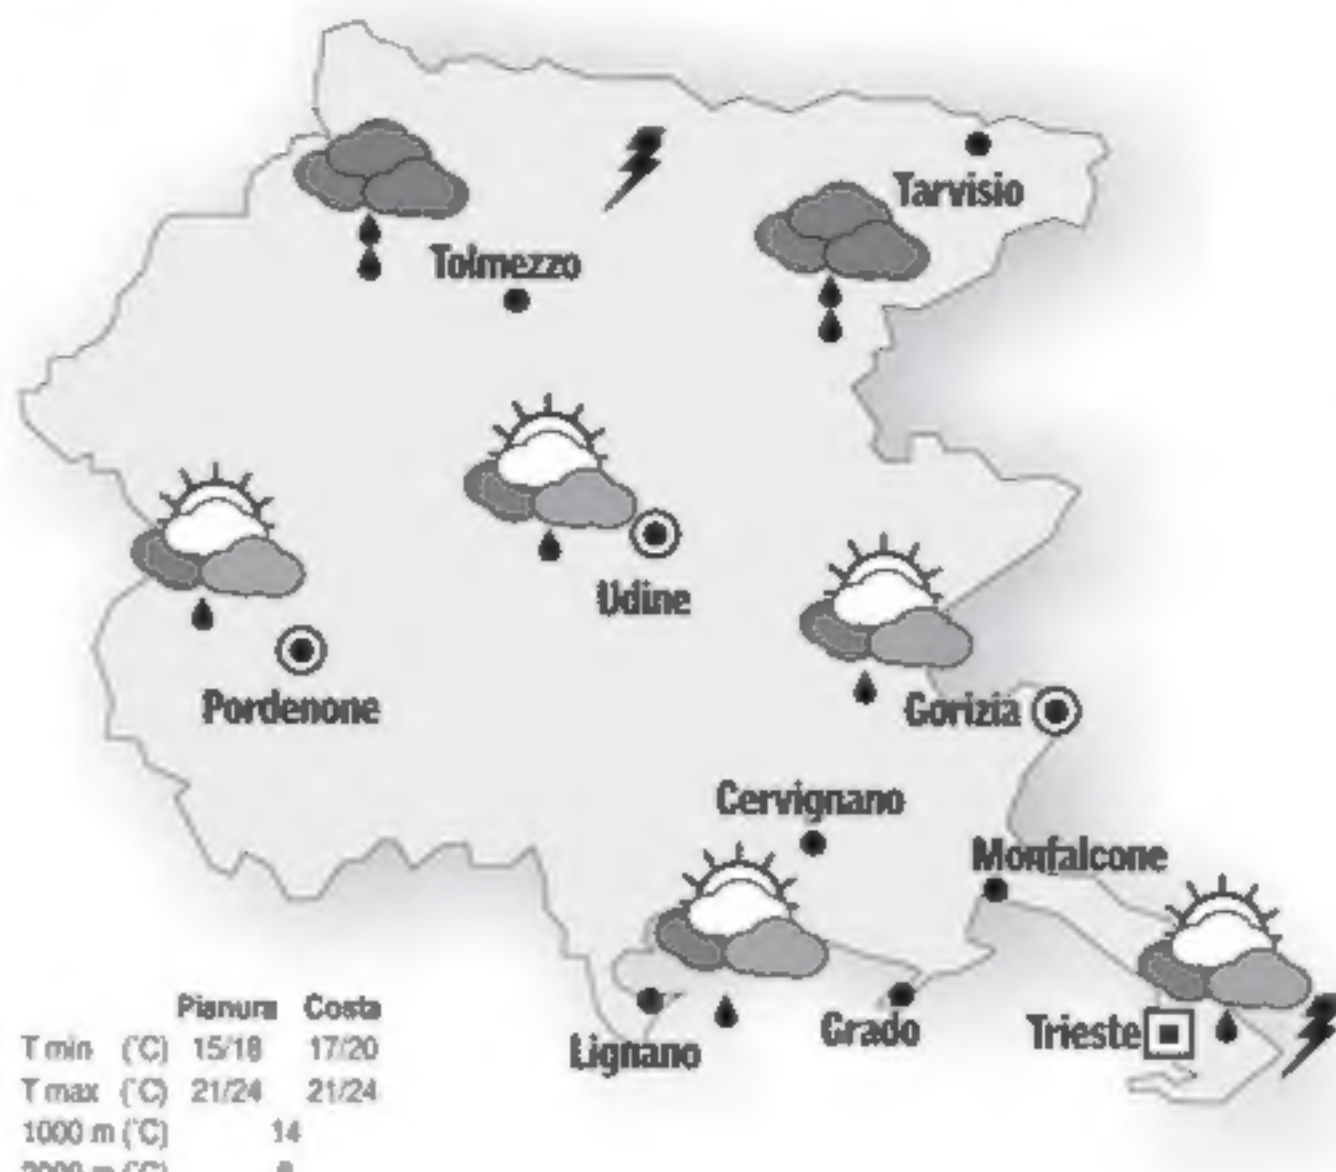 Tarvisio
Tolmezzo
Udine
Pordenone
Gorizia
Cervignano
Monfalcone
Lignano
Grado
Trieste
Pianura Costa
T min (°C) 15/18 17/20
T max (°C) 21/24 21/24
1000 m (°C) 14